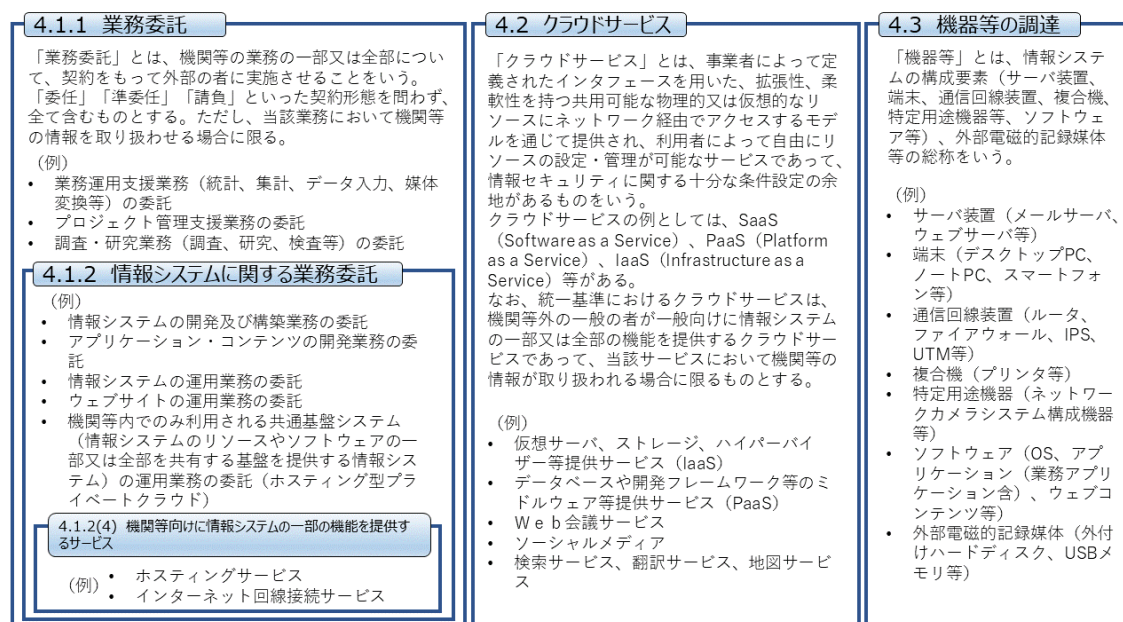 4.1.1 業務委託
「業務委託」とは、機関等の業務の一部又は全部につい
て、契約をもって外部の者に実施させることをいう。
「委任」「準委任」「請負」といった契約形態を問わず、
全て含むものとする。ただし、当該業務において機関等
の情報を取り扱わせる場合に限る。
（例）
• 業務運用支援業務（統計、集計、データ入力、媒体
変換等）の委託
• プロジェクト管理支援業務の委託
• 調査・研究業務（調査、研究、検査等）の委託
4.1.2 情報システムに関する業務委託
（例）
• 情報システムの開発及び構築業務の委託
• アプリケーション・コンテンツの開発業務の委
託
• 情報システムの運用業務の委託
• ウェブサイトの運用業務の委託
• 機関等内でのみ利用される共通基盤システム
（情報システムのリソースやソフトウェアの一
部又は全部を共有する基盤を提供する情報シス
テム）の運用業務の委託（ホスティング型プラ
イベートクラウド）
4.1.2(4) 機関等向けに情報システムの一部の機能を提供す
るサービス
（例）
• ホスティングサービス
• インターネット回線接続サービス
4.2 クラウドサービス
「クラウドサービス」とは、事業者によって定
義されたインタフェースを用いた、拡張性、柔
軟性を持つ共用可能な物理的又は仮想的なリ
ソースにネットワーク経由でアクセスするモデ
ルを通じて提供され、利用者によって自由にリ
ソースの設定・管理が可能なサービスであって、
情報セキュリティに関する十分な条件設定の余
地があるものをいう。
クラウドサービスの例としては、SaaS
（Software as a Service）、PaaS（Platform
as a Service）、IaaS（Infrastructure as a
Service）等がある。
なお、統一基準におけるクラウドサービスは、
機関等外の一般の者が一般向けに情報システム
の一部又は全部の機能を提供するクラウドサー
ビスであって、当該サービスにおいて機関等の
情報が取り扱われる場合に限るものとする。
（例）
• 仮想サーバ、ストレージ、ハイパーバイ
ザー等提供サービス（IaaS）
• データベースや開発フレームワーク等のミ
ドルウェア等提供サービス（PaaS）
• Ｗｅｂ会議サービス
• ソーシャルメディア
• 検索サービス、翻訳サービス、地図サービ
ス
4.3 機器等の調達
「機器等」とは、情報システ
ムの構成要素（サーバ装置、
端末、通信回線装置、複合機、
特定用途機器等、ソフトウェ
ア等）、外部電磁的記録媒体
等の総称をいう。
（例）
• サーバ装置（メールサーバ、
ウェブサーバ等）
• 端末（デスクトップPC、
ノートPC、スマートフォ
ン等）
• 通信回線装置（ルータ、
ファイアウォール、IPS、
UTM等）
• 複合機（プリンタ等）
• 特定用途機器（ネットワー
クカメラシステム構成機器
等）
• ソフトウェア（OS、アプ
リケーション（業務アプリ
ケーション含）、ウェブコ
ンテンツ等）
• 外部電磁的記録媒体（外付
けハードディスク、USBメ
モリ等）